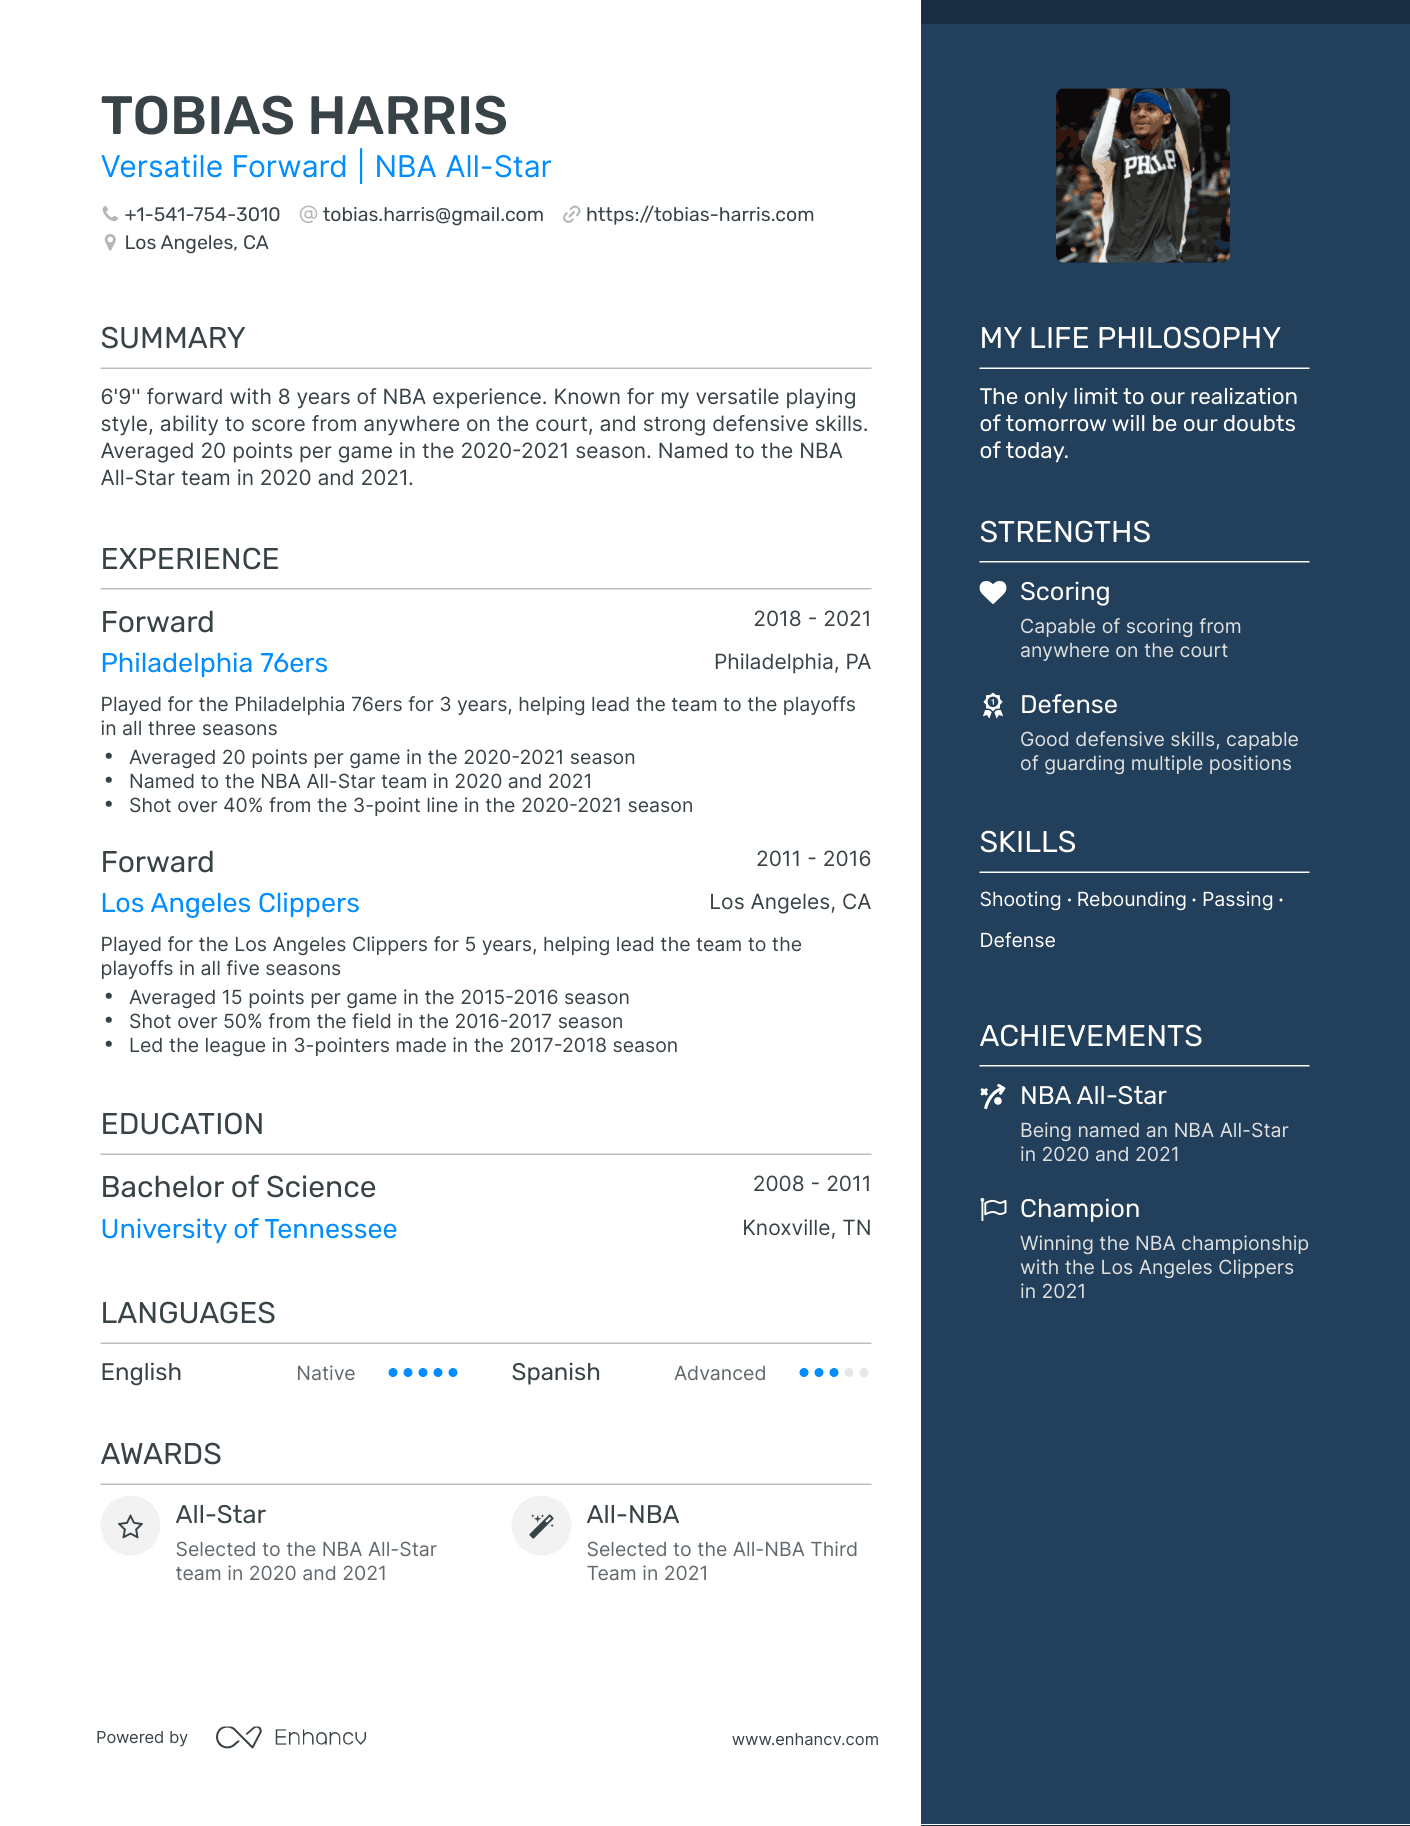 TOBIAS HARRIS
Versatile Forward | NBA All-Star
+1-541-754-3010 tobias.harris@gmail.com https://tobias-harris.com
Los Angeles, CA
SUMMARY
6'9" forward with 8 years of NBA experience. Known for my versatile playing
style, ability to score from anywhere on the court, and strong defensive skills.
Averaged 20 points per game in the 2020-2021 season. Named to the NBA
All-Star team in 2020 and 2021.
EXPERIENCE
Forward 2018 - 2021
Philadelphia 76ers Philadelphia, PA
Played for the Philadelphia 76ers for 3 years, helping lead the team to the playoffs
in all three seasons
• Averaged 20 points per game in the 2020-2021 season
• Named to the NBA All-Star team in 2020 and 2021
• Shot over 40% from the 3-point line in the 2020-2021 season
Forward 2011 - 2016
Los Angeles Clippers Los Angeles, CA
Played for the Los Angeles Clippers for 5 years, helping lead the team to the
playoffs in all five seasons
• Averaged 15 points per game in the 2015-2016 season
• Shot over 50% from the field in the 2016-2017 season
• Led the league in 3-pointers made in the 2017-2018 season
EDUCATION
Bachelor of Science 2008 - 2011
University of Tennessee Knoxville, TN
LANGUAGES
English Native Spanish Advanced
AWARDS
All-Star
Selected to the NBA All-Star
team in 2020 and 2021
All-NBA
Selected to the All-NBA Third
Team in 2021
Powered by Enhancv www.enhancv.com
PHILA
MY LIFE PHILOSOPHY
The only limit to our realization
of tomorrow will be our doubts
of today.
STRENGTHS
Scoring
Capable of scoring from
anywhere on the court
Defense
Good defensive skills, capable
of guarding multiple positions
SKILLS
Shooting · Rebounding · Passing ·
Defense
ACHIEVEMENTS
NBA All-Star
Being named an NBA All-Star
in 2020 and 2021
Champion
Winning the NBA championship
with the Los Angeles Clippers
in 2021